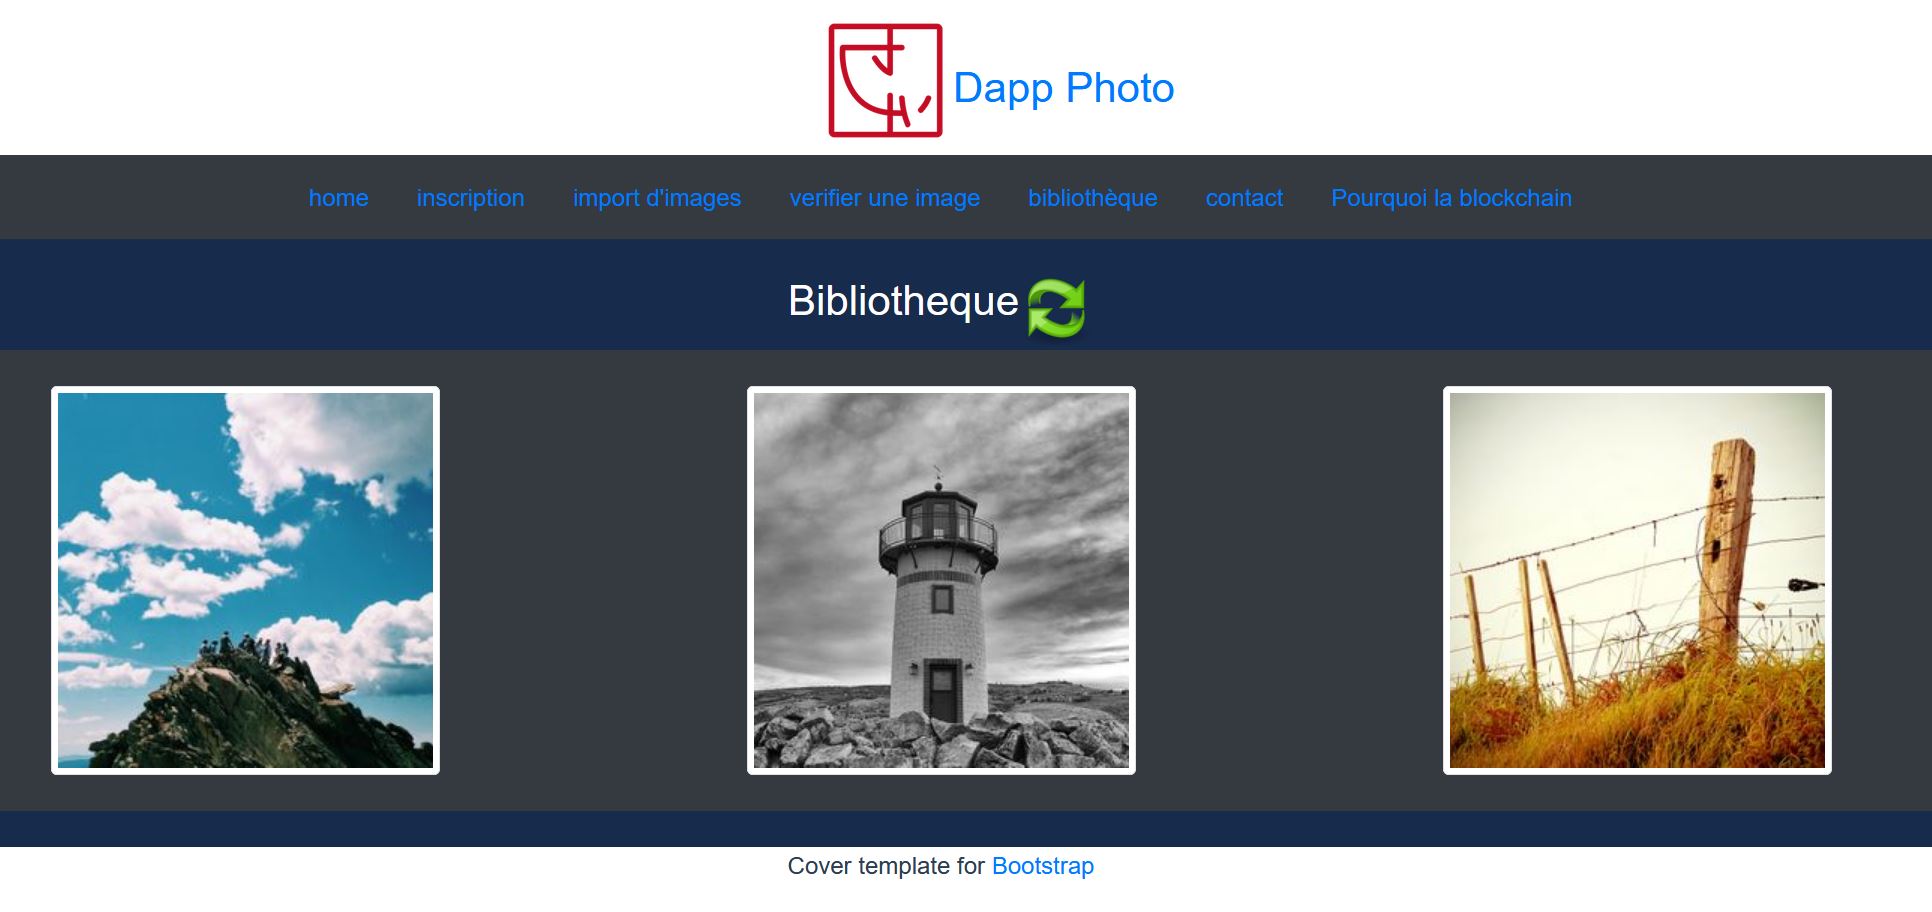 Dapp Photo
home inscription import d'images verifier une image bibliothèque contact Pourquoi la blockchain
Bibliotheque
Cover template for Bootstrap